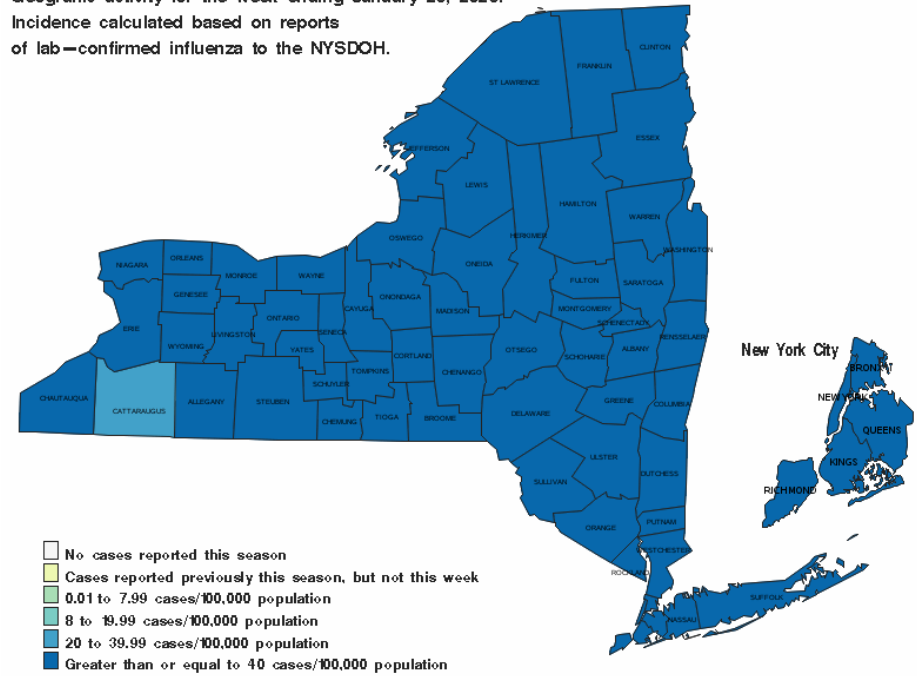 Incidence calculated based on reports
of lab-confirmed influenza to the NYSDOH.
CLINTON
FRANKLIN
ST LAWRENCE
ESSEX
JEFFERSON
LEWIS
HAMILTON
WARREN
HERKIMER
OSWEGO
WASHINGTON
ONEIDA
ORLEANS
NIAGARA
MONROE
WAYNE
FULTON
SARATOGA
GENESEE
ONONDAGA
CAYUGA
MADISON
MONTGOMERY
ONTARIO
SCHENECTADY
ERIE
LIVINGSTON
SENECA
RENSSELAER
WYOMING
YATES
OTSEGO
ALBANY
SCHOHARIE
CORTLAND
New York City
TOMPKINS
CHENANGO
BRONX
SCHUYLER
CHAUTAUQUA
NEW YORK
ALLEGANY
STEUBEN
GREENE
COLUMBIA
CATTARAUGUS
DELAWARE
TIOGA
BROOME
CHEMUNG
QUEENS
ULSTER
KINGS
DUTCHESS
SULLIVAN
RICHMOND
PUTNAM
ORANGE
WESTCHESTER
ROCKLAND
SUFFOLK
NASSAU
No cases reported this season
Cases reported previously this season, but not this week
0.01 to 7.99 cases/100,000 population
8 to 19.99 cases/100,000 population
20 to 39.99 cases/100,000 population
Greater than or equal to 40 cases/100,000 population